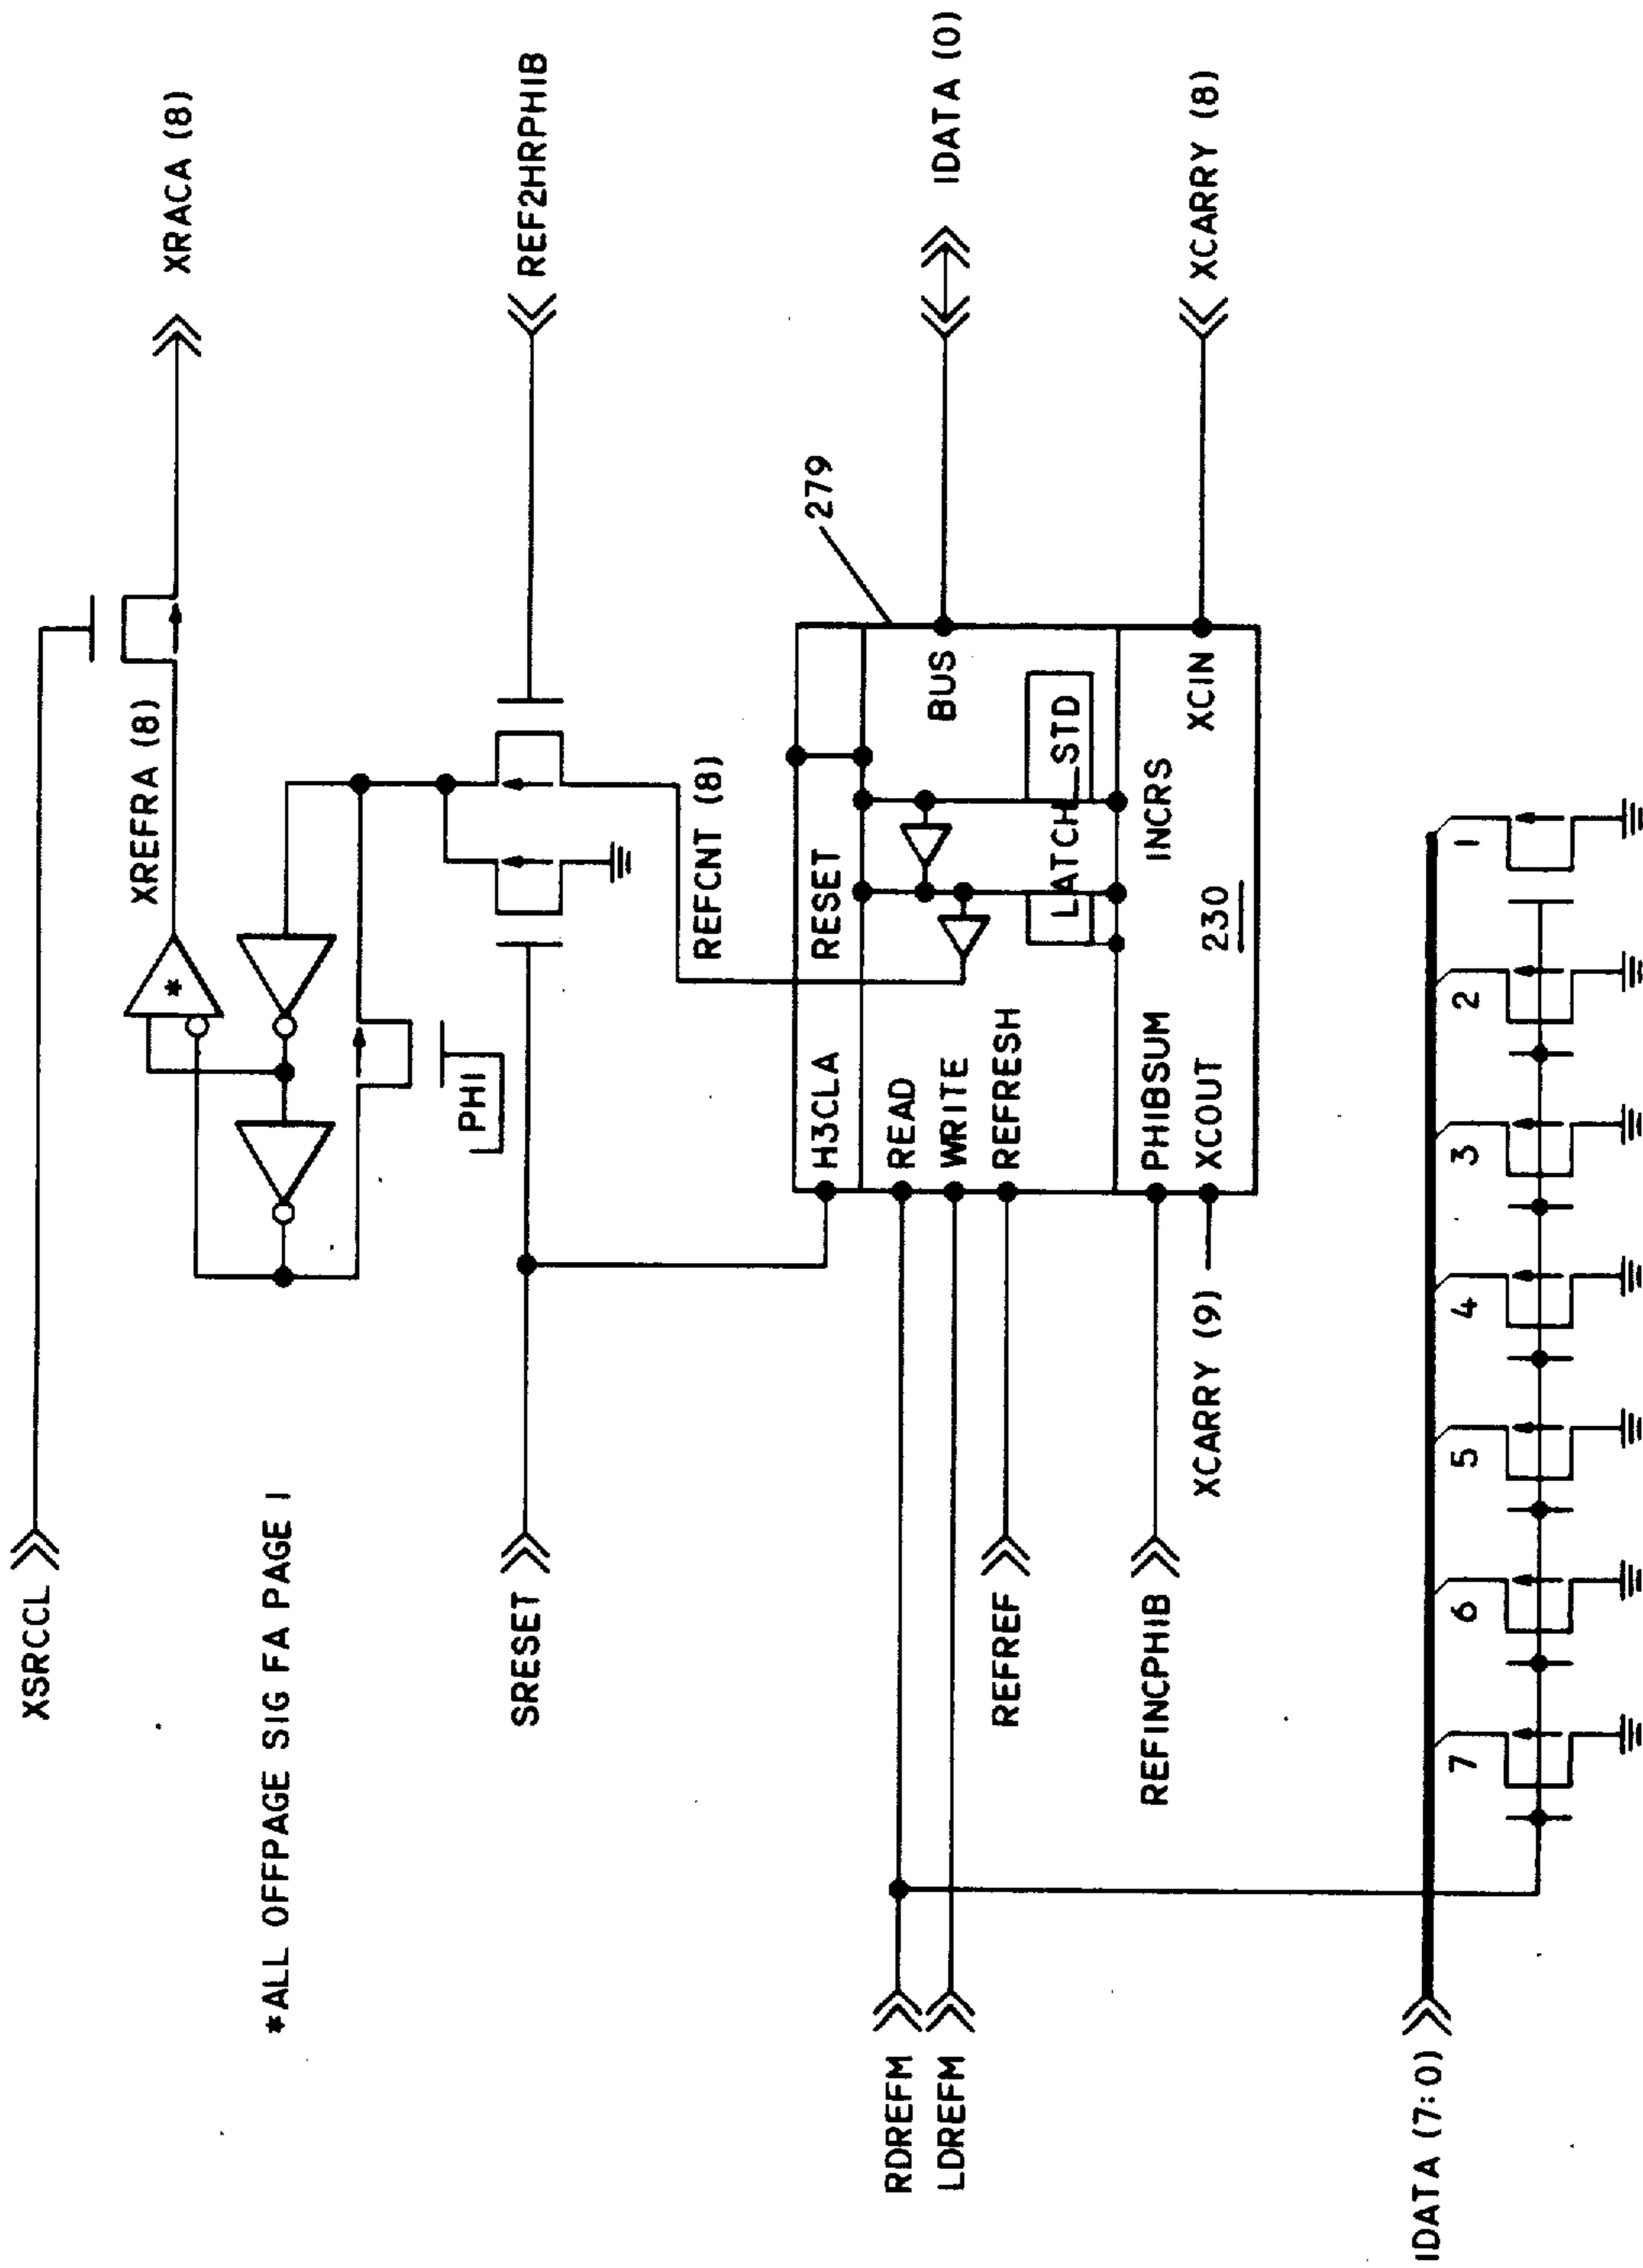 XSRCCL
XRACA (8)
XREFRA (8)
*
*ALL OFFPAGE SIG FA PAGE 1
PHI
SRESET
REF2HRPHIB
REFCNT (8)
279
H3CLA
RESET
READ
WRITE
REFRESH
BUS
LATCH_STD
PHIBSUM
INCRS
XCOUT
230
XCIN
RDREFM
LDREFM
REFREF
REFINCPHIB
XCARRY (9)
IDATA (0)
XCARRY (8)
IDATA (7:0)
7
6
5
4
3
2
1